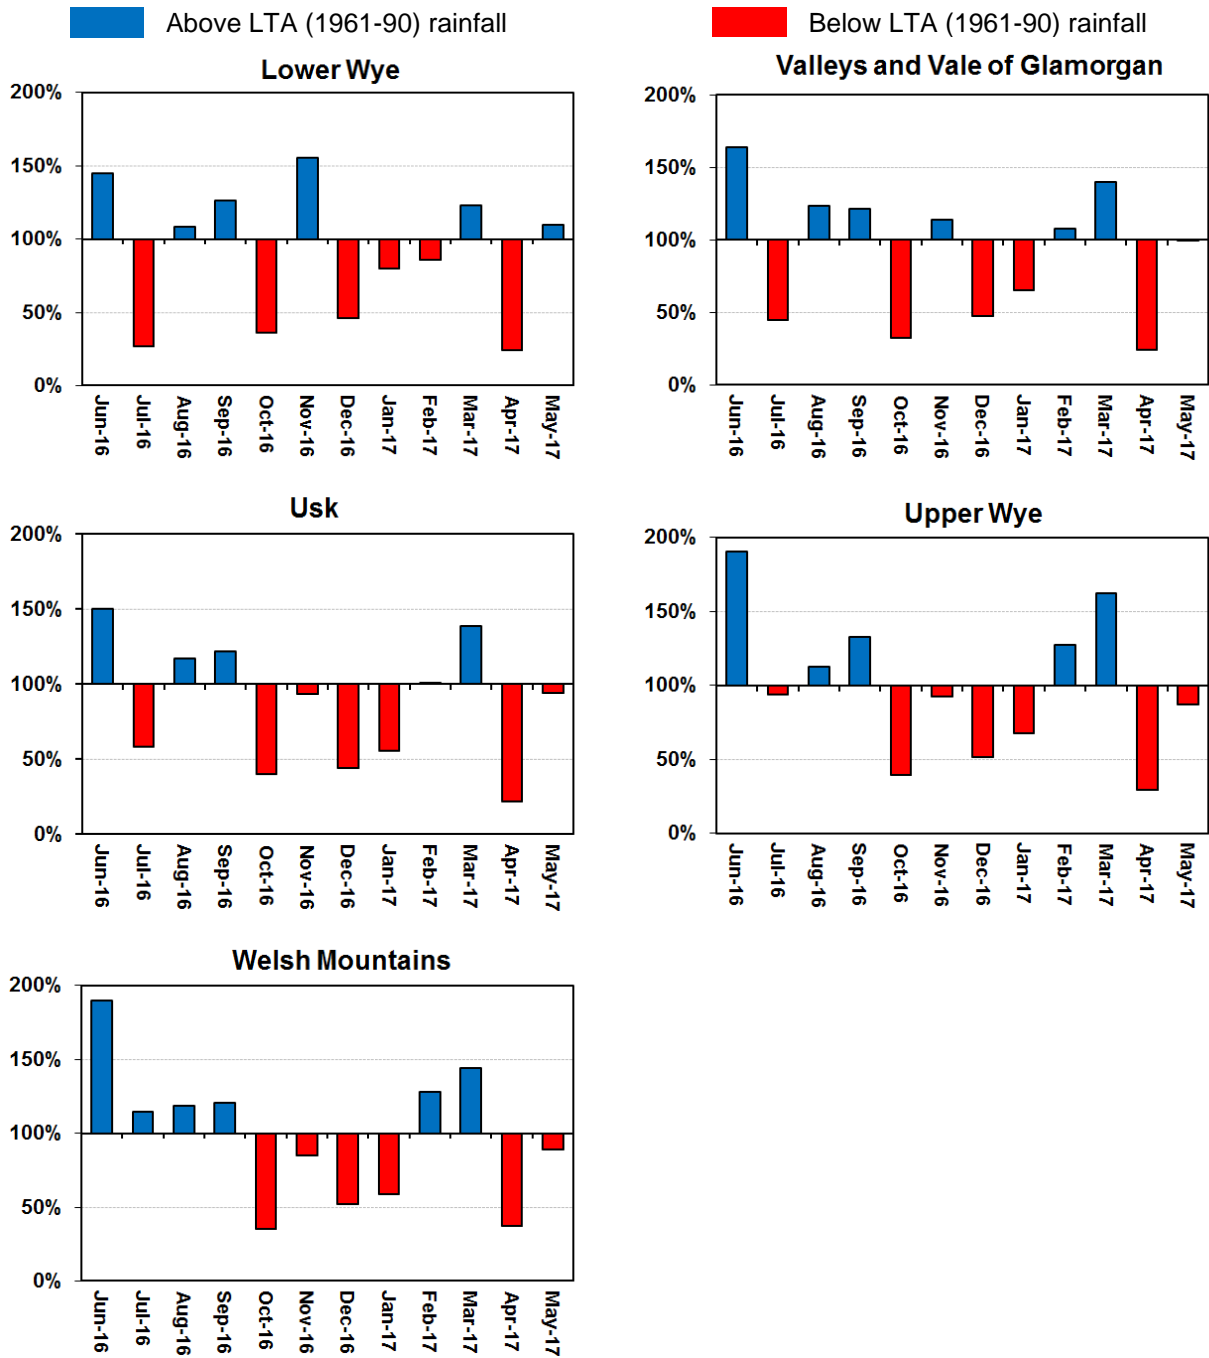 Above LTA (1961-90) rainfall
Below LTA (1961-90) rainfall
Lower Wye
200%
150%
100%
50%
0%
Jun-16
Jul-16
Aug-16
Sep-16
Oct-16
Nov-16
Dec-16
Jan-17
Feb-17
Mar-17
Apr-17
May-17
Valleys and Vale of Glamorgan
200%
150%
100%
50%
0%
Jun-16
Jul-16
Aug-16
Sep-16
Oct-16
Nov-16
Dec-16
Jan-17
Feb-17
Mar-17
Apr-17
May-17
Usk
200%
150%
100%
50%
0%
Jun-16
Jul-16
Aug-16
Sep-16
Oct-16
Nov-16
Dec-16
Jan-17
Feb-17
Mar-17
Apr-17
May-17
Upper Wye
200%
150%
100%
50%
0%
Jun-16
Jul-16
Aug-16
Sep-16
Oct-16
Nov-16
Dec-16
Jan-17
Feb-17
Mar-17
Apr-17
May-17
Welsh Mountains
200%
150%
100%
50%
0%
Jun-16
Jul-16
Aug-16
Sep-16
Oct-16
Nov-16
Dec-16
Jan-17
Feb-17
Mar-17
Apr-17
May-17